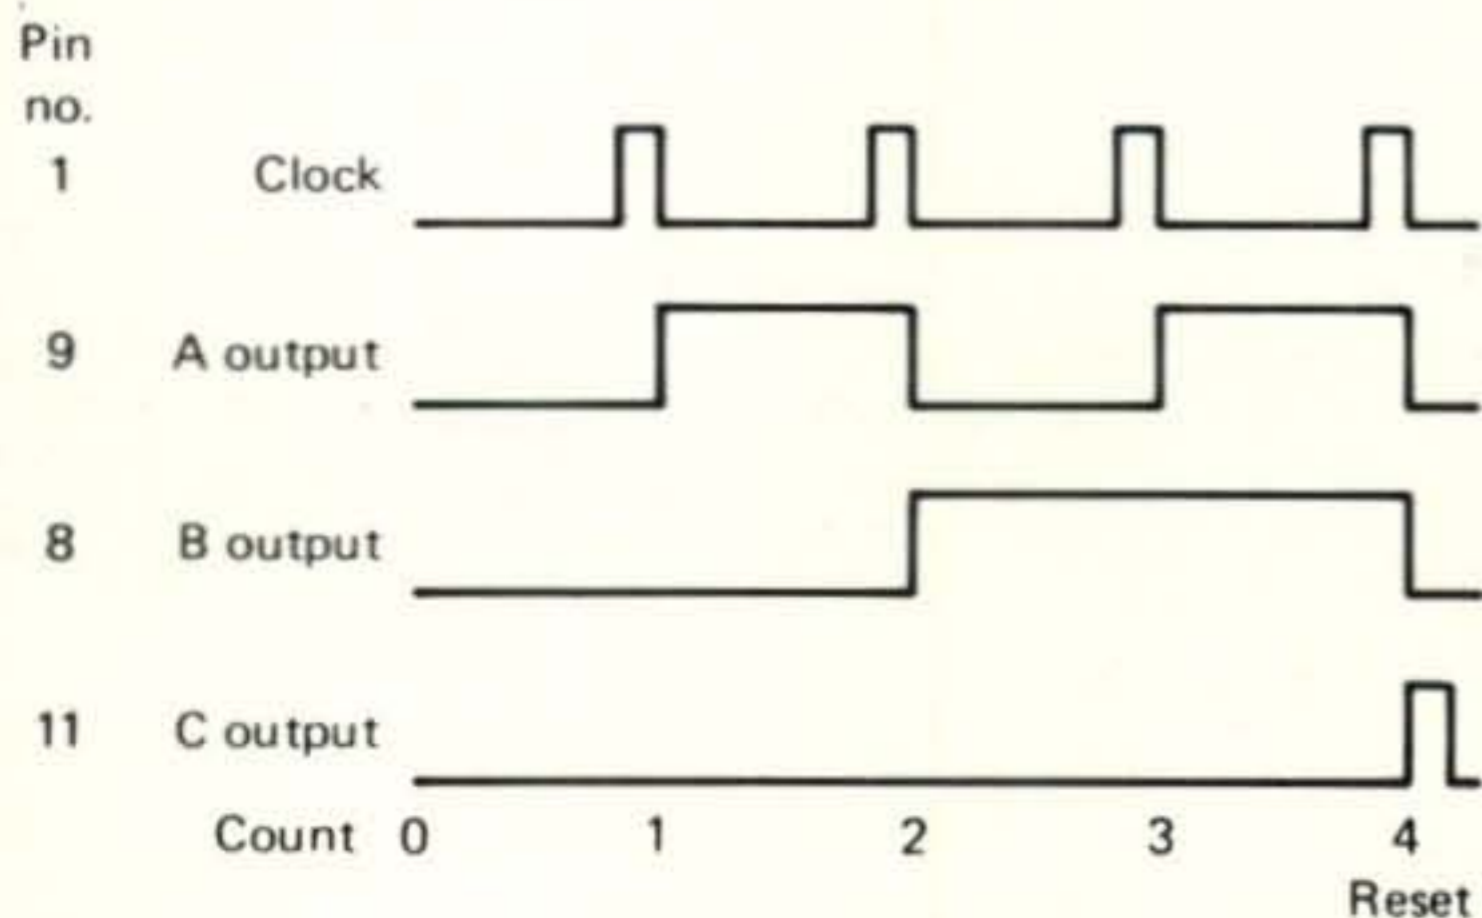 Pin
no.
1 Clock
9 A output
8 B output
11 C output
Count 0 1 2 3 4
Reset